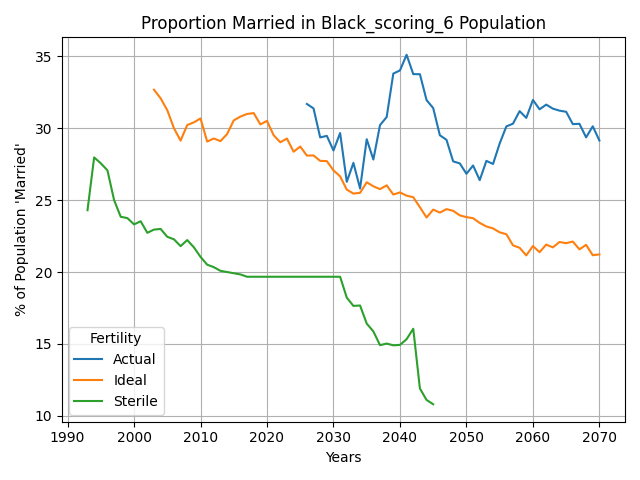 Proportion Married in Black_scoring_6 Population
% of Population 'Married'
35
30
25
20
15
10
Fertility
Actual
Ideal
Sterile
1990 2000 2010 2020 2030 2040 2050 2060 2070
Years